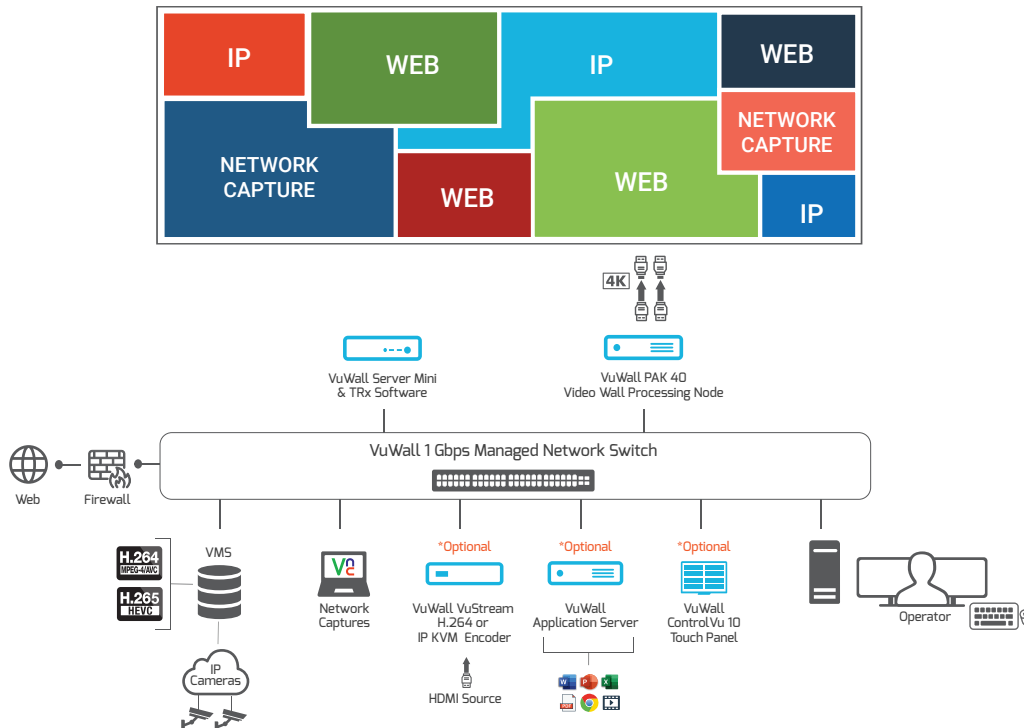 IP
WEB
IP
WEB
NETWORK
CAPTURE
NETWORK
CAPTURE
WEB
WEB
IP
4K
VuWall Server Mini
& TRx Software
VuWall PAK 40
Video Wall Processing Node
VuWall 1 Gbps Managed Network Switch
Web
Firewall
H.264
MPEG-4/AVC
H.265
HEVC
VMS
IP
Cameras
Vnc
Network
Captures
*Optional
VuWall VuStream
H.264 or
IP KVM Encoder
HDMI Source
*Optional
VuWall
Application Server
W
P
X
PDF
*Optional
VuWall
ControlVu 10
Touch Panel
Operator